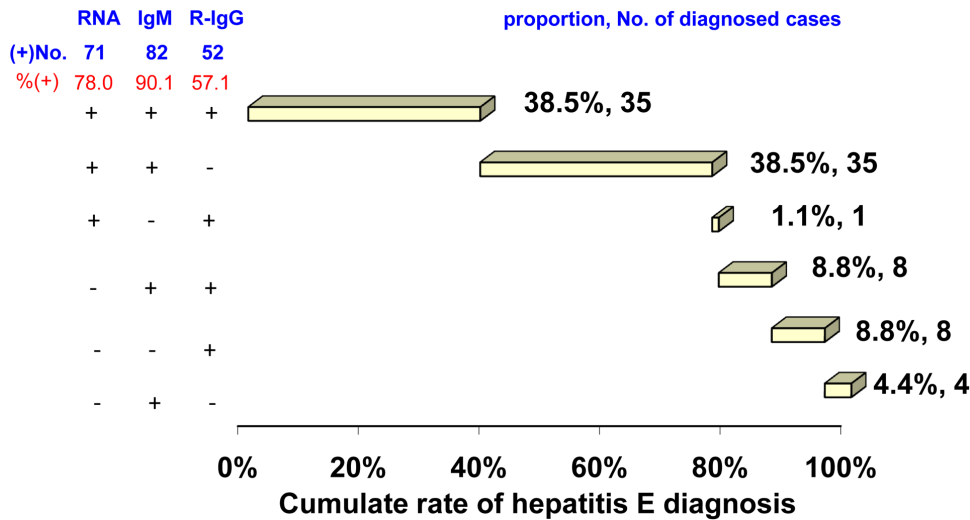 RNA IgM R-IgG proportion, No. of diagnosed cases
(+)No. 71 82 52
%(+) 78.0 90.1 57.1
+ + + 38.5%, 35
+ + - 38.5%, 35
+ - + 1.1%, 1
- + + 8.8%, 8
- - + 8.8%, 8
- + - 4.4%, 4
0% 20% 40% 60% 80% 100%
Cumulate rate of hepatitis E diagnosis